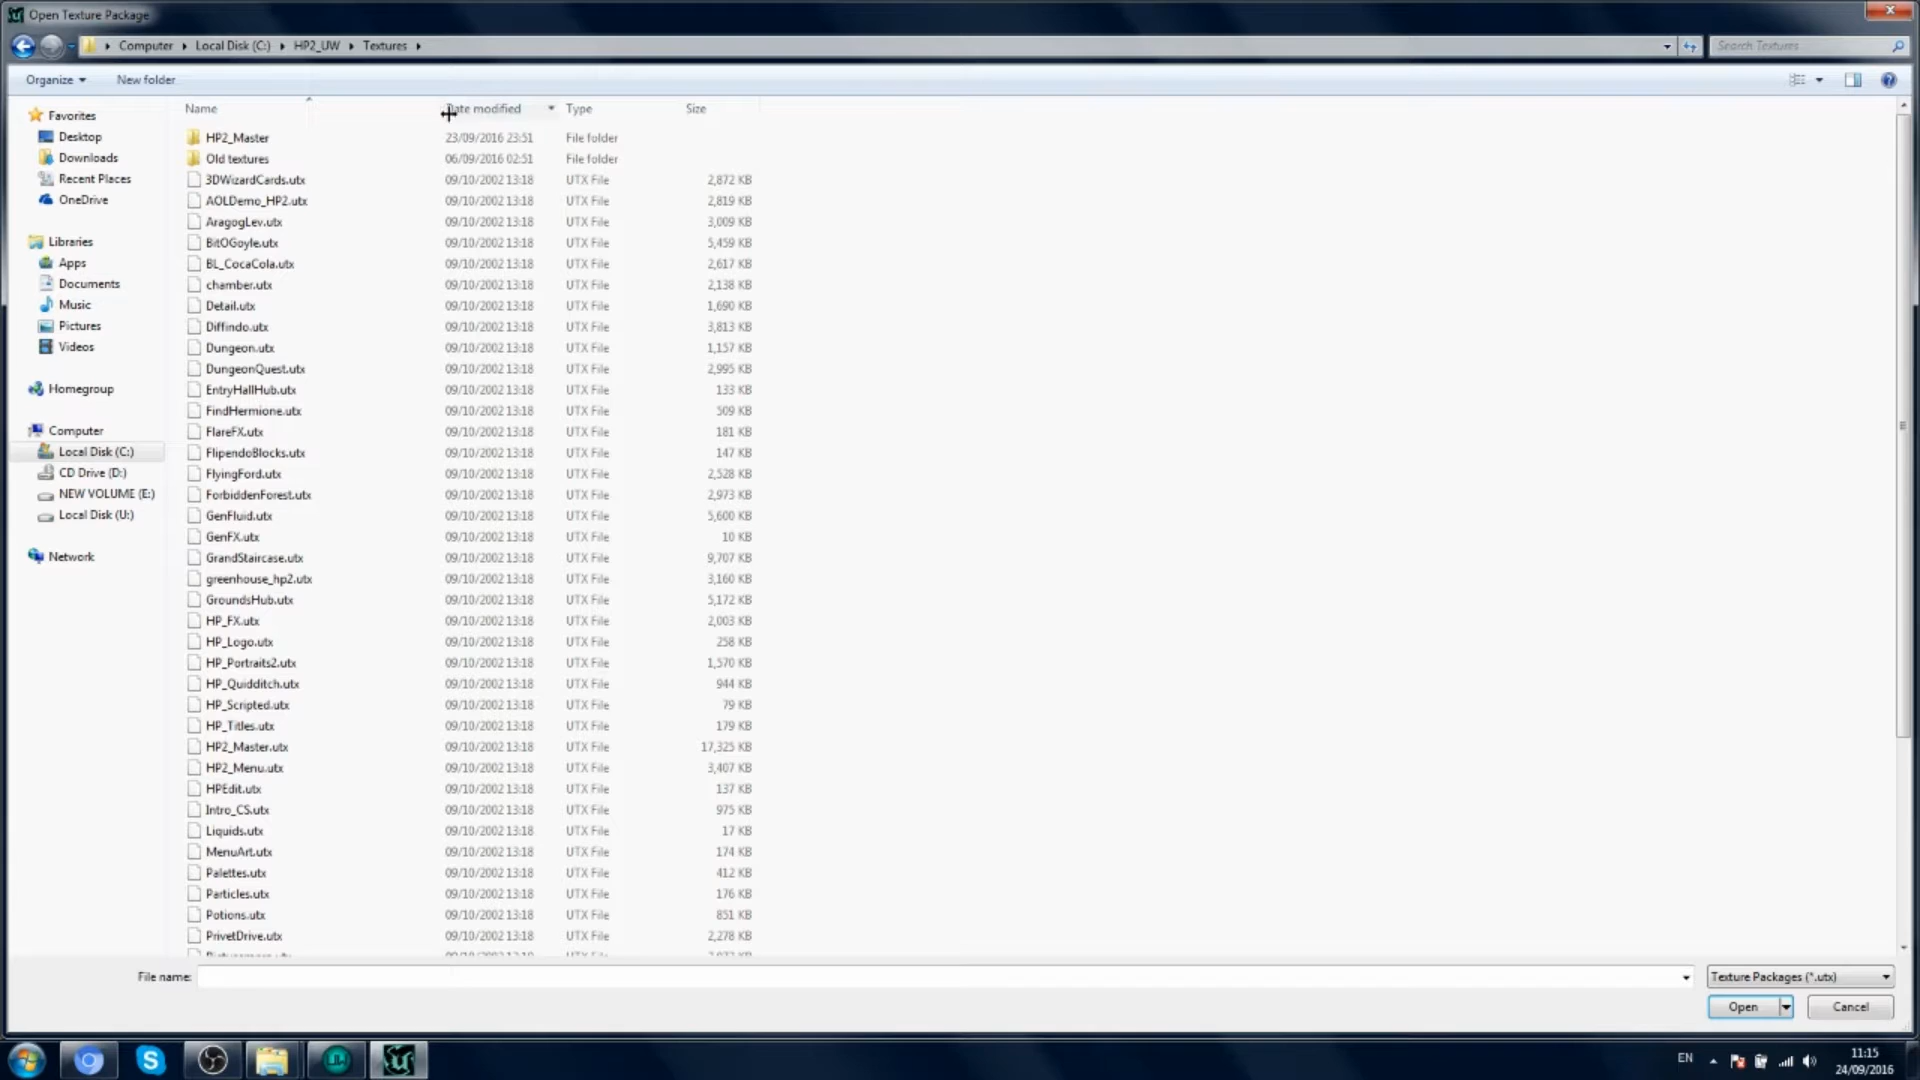 Open Texture Package
Computer Local Disk (C:) HP2_UW Textures
Search Textures
Organize New folder
Name Date modified Type Size
Favorites
Desktop
Downloads
Recent Places
OneDrive
Libraries
Apps
Documents
Music
Pictures
Videos
Homegroup
Computer
Local Disk (C:)
CD Drive (D:)
NEW VOLUME (E:)
Local Disk (U:)
Network
HP2_Master 23/09/2016 23:51 File folder
Old textures 06/09/2016 02:51 File folder
3DWizardCards.utx 09/10/2002 13:18 UTX File 2,872 KB
AOLDemo_HP2.utx 09/10/2002 13:18 UTX File 2,819 KB
AragogLev.utx 09/10/2002 13:18 UTX File 3,009 KB
BitOGoyle.utx 09/10/2002 13:18 UTX File 5,459 KB
BL_CocaCola.utx 09/10/2002 13:18 UTX File 2,617 KB
chamber.utx 09/10/2002 13:18 UTX File 2,138 KB
Detail.utx 09/10/2002 13:18 UTX File 1,690 KB
Diffindo.utx 09/10/2002 13:18 UTX File 3,813 KB
Dungeon.utx 09/10/2002 13:18 UTX File 1,157 KB
DungeonQuest.utx 09/10/2002 13:18 UTX File 2,995 KB
EntryHallHub.utx 09/10/2002 13:18 UTX File 133 KB
FindHermione.utx 09/10/2002 13:18 UTX File 509 KB
FlareFX.utx 09/10/2002 13:18 UTX File 181 KB
FlipendoBlocks.utx 09/10/2002 13:18 UTX File 147 KB
FlyingFord.utx 09/10/2002 13:18 UTX File 2,528 KB
ForbiddenForest.utx 09/10/2002 13:18 UTX File 2,973 KB
GenFluid.utx 09/10/2002 13:18 UTX File 5,600 KB
GenFX.utx 09/10/2002 13:18 UTX File 10 KB
GrandStaircase.utx 09/10/2002 13:18 UTX File 9,707 KB
greenhouse_hp2.utx 09/10/2002 13:18 UTX File 3,160 KB
GroundsHub.utx 09/10/2002 13:18 UTX File 5,172 KB
HP_FX.utx 09/10/2002 13:18 UTX File 2,003 KB
HP_Logo.utx 09/10/2002 13:18 UTX File 258 KB
HP_Portraits2.utx 09/10/2002 13:18 UTX File 1,570 KB
HP_Quidditch.utx 09/10/2002 13:18 UTX File 944 KB
HP_Scripted.utx 09/10/2002 13:18 UTX File 79 KB
HP_Titles.utx 09/10/2002 13:18 UTX File 179 KB
HP2_Master.utx 09/10/2002 13:18 UTX File 17,325 KB
HP2_Menu.utx 09/10/2002 13:18 UTX File 3,407 KB
HPEdit.utx 09/10/2002 13:18 UTX File 137 KB
Intro_CS.utx 09/10/2002 13:18 UTX File 975 KB
Liquids.utx 09/10/2002 13:18 UTX File 17 KB
MenuArt.utx 09/10/2002 13:18 UTX File 174 KB
Palettes.utx 09/10/2002 13:18 UTX File 412 KB
Particles.utx 09/10/2002 13:18 UTX File 176 KB
Potions.utx 09/10/2002 13:18 UTX File 851 KB
PrivetDrive.utx 09/10/2002 13:18 UTX File 2,278 KB
File name: Texture Packages (*.utx)
Open Cancel
EN 11:15
24/09/2016